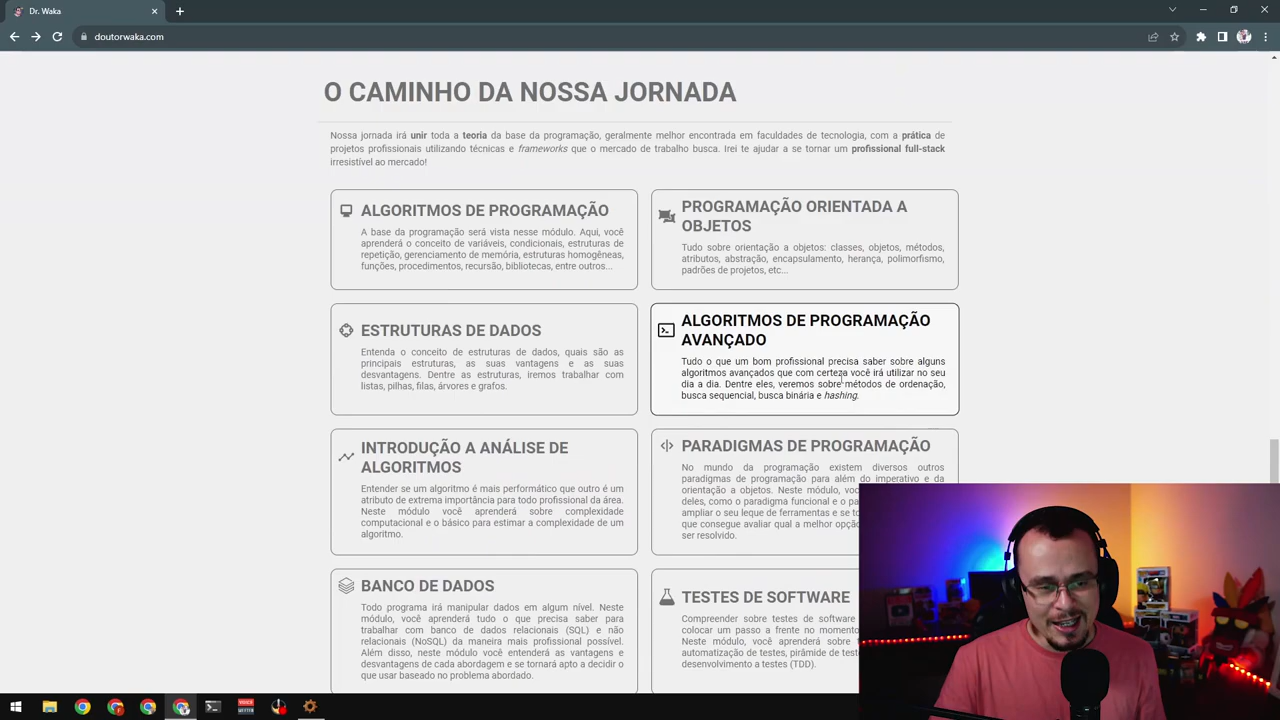 Dr. Waka
doutorwaka.com
O CAMINHO DA NOSSA JORNADA
Nossa jornada irá unir toda a teoria da base da programação, geralmente melhor encontrada em faculdades de tecnologia, com a prática de
projetos profissionais utilizando técnicas e frameworks que o mercado de trabalho busca. Irei te ajudar a se tornar um profissional full-stack
irresistível ao mercado!
ALGORITMOS DE PROGRAMAÇÃO
A base da programação será vista nesse módulo. Aqui, você
aprenderá o conceito de variáveis, condicionais, estruturas de
repetição, gerenciamento de memória, estruturas homogêneas,
funções, procedimentos, recursão, bibliotecas, entre outros...
PROGRAMAÇÃO ORIENTADA A
OBJETOS
Tudo sobre orientação a objetos: classes, objetos, métodos,
atributos, abstração, encapsulamento, herança, polimorfismo,
padrões de projetos, etc...
ESTRUTURAS DE DADOS
Entenda o conceito de estruturas de dados, quais são as
principais estruturas, as suas vantagens e as suas
desvantagens. Dentre as estruturas, iremos trabalhar com
listas, pilhas, filas, árvores e grafos.
ALGORITMOS DE PROGRAMAÇÃO
AVANÇADO
Tudo o que um bom profissional precisa saber sobre alguns
algoritmos avançados que com certeza você irá utilizar no seu
dia a dia. Dentre eles, veremos sobre métodos de ordenação,
busca sequencial, busca binária e hashing.
INTRODUÇÃO A ANÁLISE DE
ALGORITMOS
Entender se um algoritmo é mais performático que outro é um
atributo de extrema importância para todo profissional da área.
Neste módulo você aprenderá sobre complexidade
computacional e o básico para estimar a complexidade de um
algoritmo.
PARADIGMAS DE PROGRAMAÇÃO
No mundo da programação existem diversos outros
paradigmas de programação para além do imperativo e da
orientação a objetos. Neste módulo, voc
deles, como o paradigma funcional e o pa
ampliar o seu leque de ferramentas e se to
que consegue avaliar qual a melhor opçã
ser resolvido.
BANCO DE DADOS
Todo programa irá manipular dados em algum nível. Neste
módulo, você aprenderá tudo o que precisa saber para
trabalhar com banco de dados relacionais (SQL) e não
relacionais (NoSQL) da maneira mais profissional possível.
Além disso, neste módulo você entenderá as vantagens e
desvantagens de cada abordagem e se tornará apto a decidir o
que usar baseado no problema abordado.
TESTES DE SOFTWARE
Compreender sobre testes de software
colocar um passo a frente no momento
Neste módulo, você aprenderá sobre
automatização de testes, pirâmide de teste
desenvolvimento a testes (TDD).